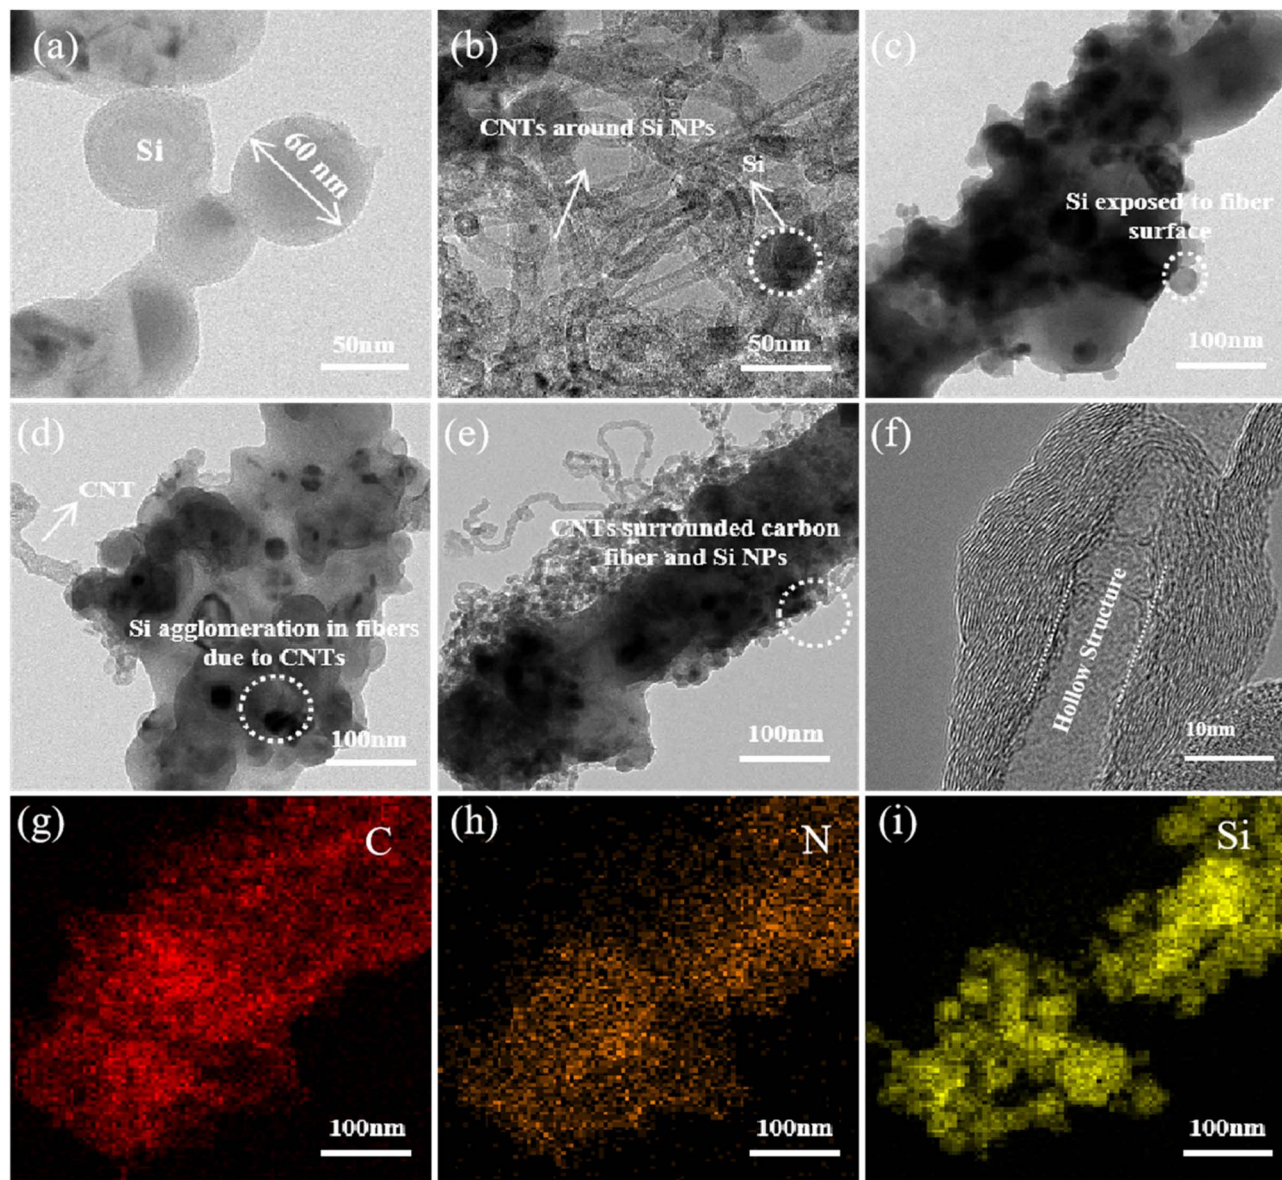 (a)
Si
60 nm
50nm
(b)
CNTs around Si NPs
Si
50nm
(c)
Si exposed to fiber
surface
100nm
(d)
CNT
Si agglomeration in fibers
due to CNTs
100nm
(e)
CNTs surrounded carbon
fiber and Si NPs
100nm
(f)
Hollow Structure
10nm
(g)
C
100nm
(h)
N
100nm
(i)
Si
100nm